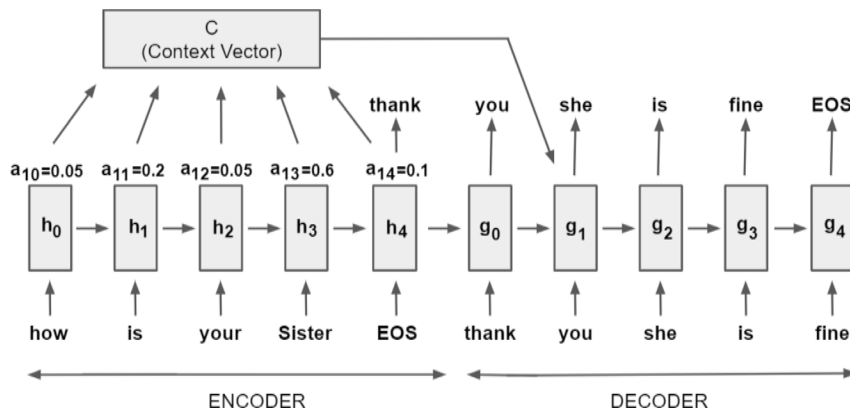 C
(Context Vector)
thank you she is fine EOS
a10=0.05 a11=0.2 a12=0.05 a13=0.6 a14=0.1
h0 h1 h2 h3 h4 g0 g1 g2 g3 g4
how is your Sister EOS thank you she is fine
ENCODER DECODER